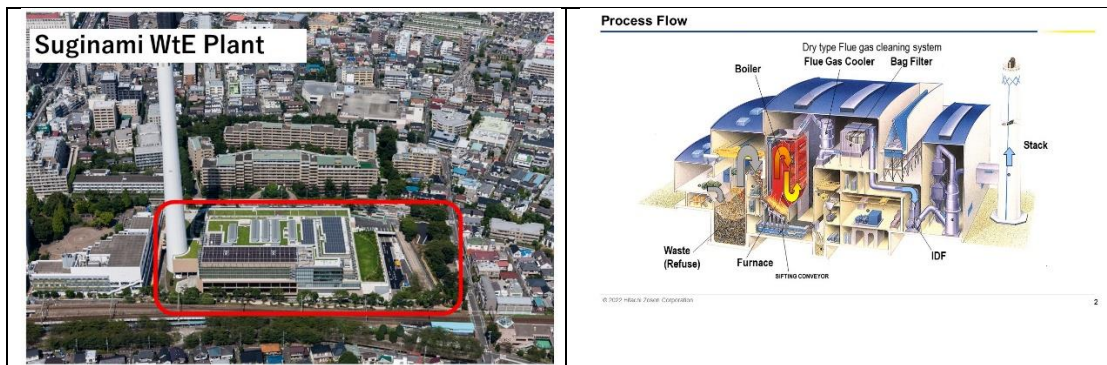 Suginami WtE Plant
Process Flow
Dry type Flue gas cleaning system
Flue Gas Cooler Bag Filter
Boiler
Stack
Waste
(Refuse)
Furnace
SIFTING CONVEYOR
IDF
© 2022 Hitachi Zosen Corporation
2